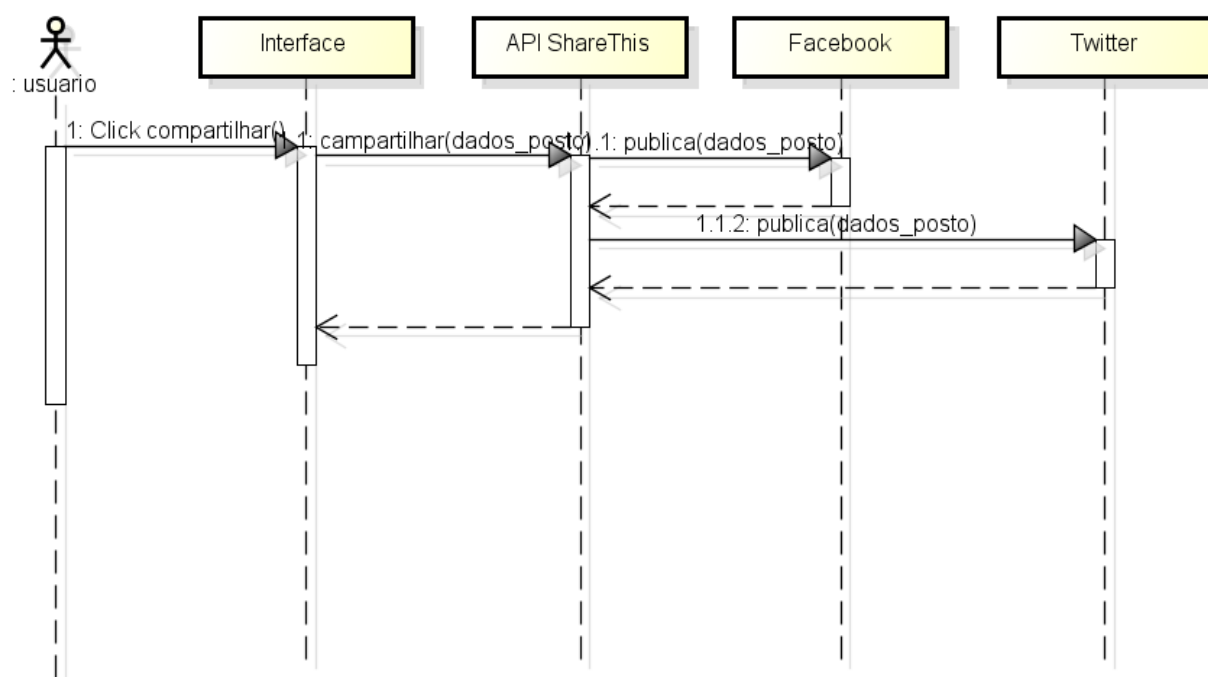 : usuario
Interface
API ShareThis
Facebook
Twitter
1: Click compartilhar()
1: campartilhar(dados_posto)
.1: publica(dados_posto)
1.1.2: publica(dados_posto)